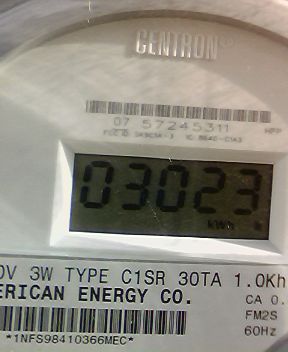 CENTRON®
07 57245311
03023
kWh
0V 3W TYPE C1SR 30TA 1.0Kh
ERICAN ENERGY CO. CA 0.
FM2S
60Hz
*1NFS98410366MEC*